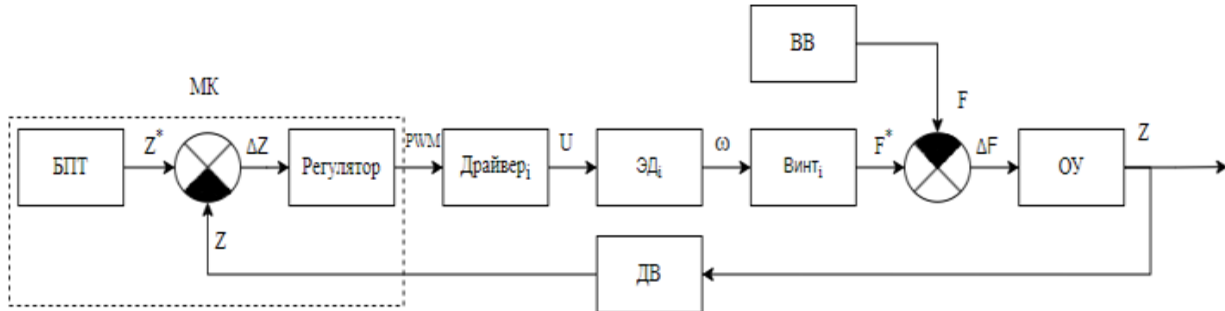 ВВ
МК
F
БПТ
Z*
ΔZ
Регулятор
PWM
Драйверi
U
ЭДi
ω
Винтi
F*
ΔF
ОУ
Z
Z
ДВ